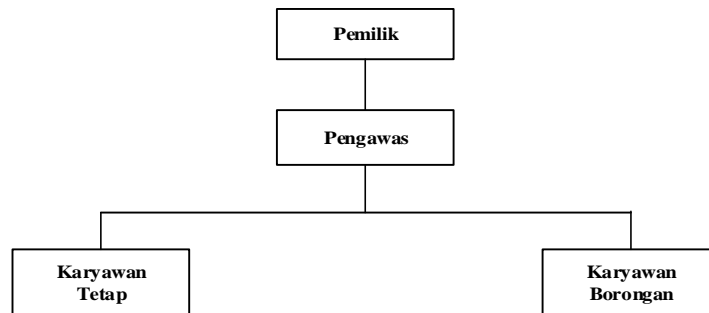 Pemilik
Pengawas
Karyawan
Tetap
Karyawan
Borongan